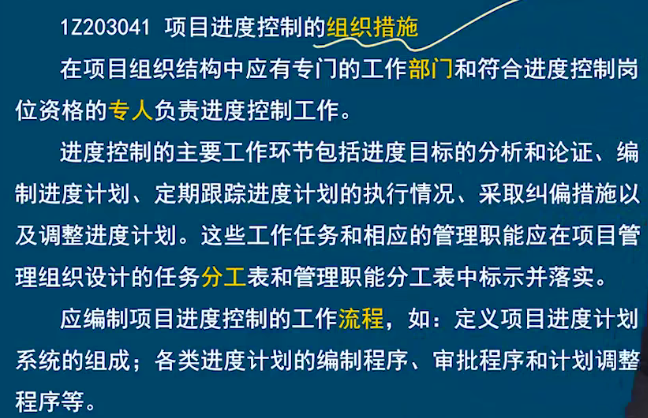 1Z203041 项目进度控制的组织措施
在项目组织结构中应有专门的工作部门和符合进度控制岗
位资格的专人负责进度控制工作。
进度控制的主要工作环节包括进度目标的分析和论证、编
制进度计划、定期跟踪进度计划的执行情况、采取纠偏措施以
及调整进度计划。这些工作任务和相应的管理职能应在项目管
理组织设计的任务分工表和管理职能分工表中标示并落实。
应编制项目进度控制的工作流程，如：定义项目进度计划
系统的组成；各类进度计划的编制程序、审批程序和计划调整
程序等。